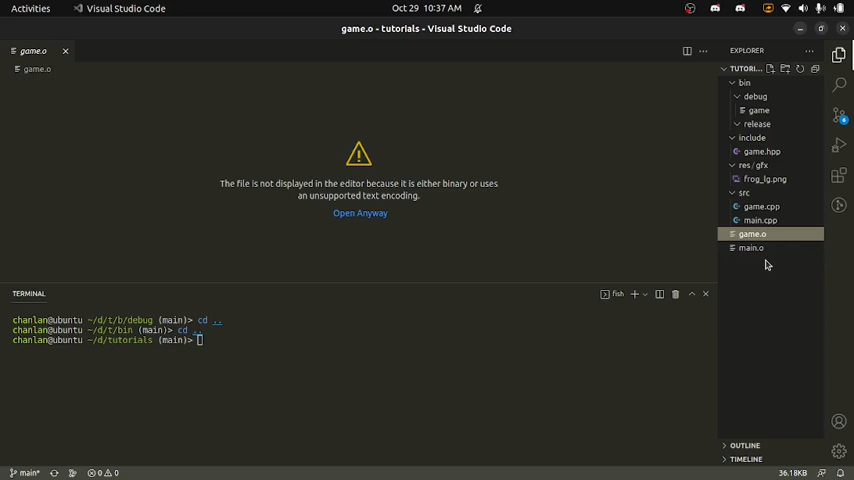 Activities
Visual Studio Code
Oct 29 10:37 AM
game.o - tutorials - Visual Studio Code
game.o
game.o
The file is not displayed in the editor because it is either binary or uses
an unsupported text encoding.
Open Anyway
TERMINAL
fish
chanlan@ubuntu ~/d/t/b/debug (main)> cd ..
chanlan@ubuntu ~/d/t/bin (main)> cd ..
chanlan@ubuntu ~/d/tutorials (main)>
EXPLORER
TUTORI...
bin
debug
game
release
include
game.hpp
res / gfx
frog_lg.png
src
game.cpp
main.cpp
game.o
main.o
OUTLINE
TIMELINE
6
main*
0 0
36.18KB